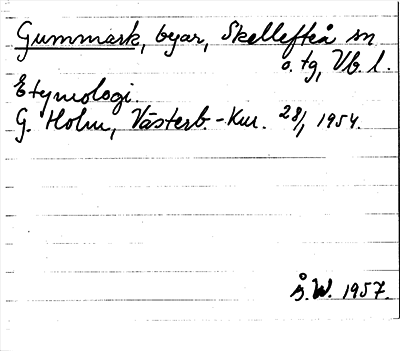 Gummark, byar, Skellefteå sn
o. tg, Vb. l.
Etymologi.
G. Holm, Västerb.-Kur. 28/1 1954.
Å.W. 1957.